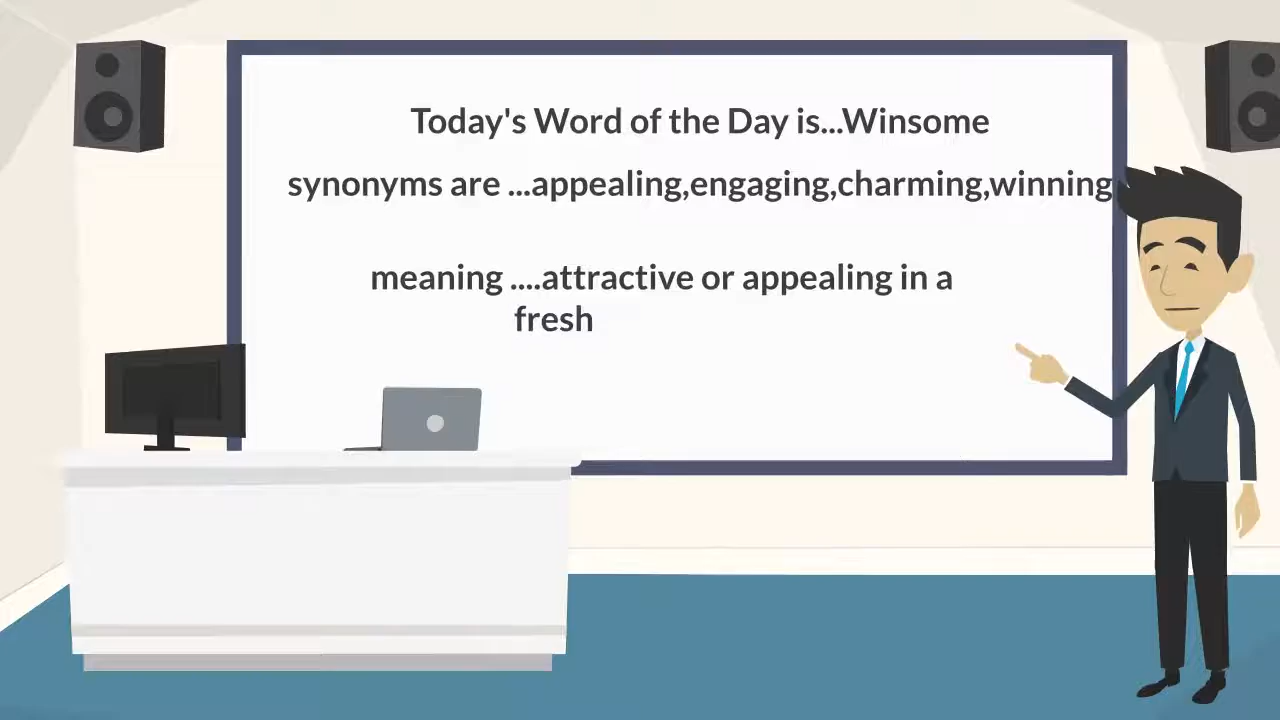 Today's Word of the Day is...Winsome
synonyms are ...appealing,engaging,charming,winning
meaning ....attractive or appealing in a
fresh